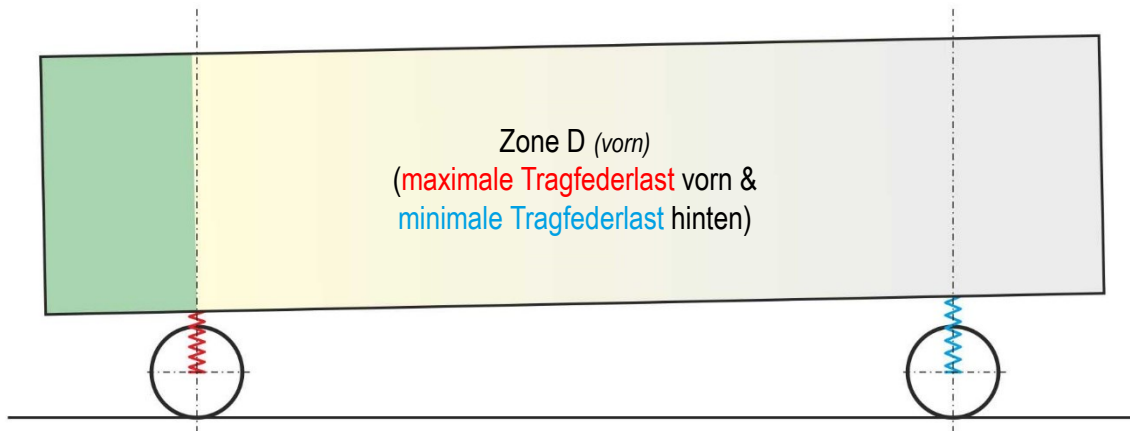 Zone D (vorn)
(maximale Tragfederlast vorn &
minimale Tragfederlast hinten)